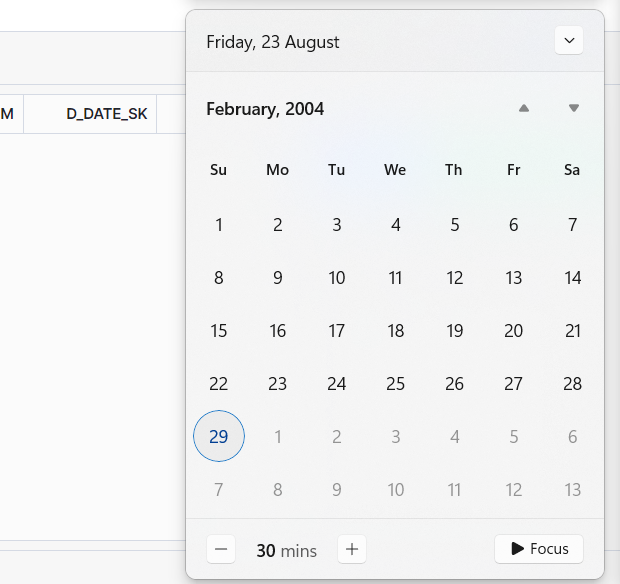 Friday, 23 August
M D_DATE_SK
February, 2004
Su Mo Tu We Th Fr Sa
1 2 3 4 5 6 7
8 9 10 11 12 13 14
15 16 17 18 19 20 21
22 23 24 25 26 27 28
29 1 2 3 4 5 6
7 8 9 10 11 12 13
30 mins Focus